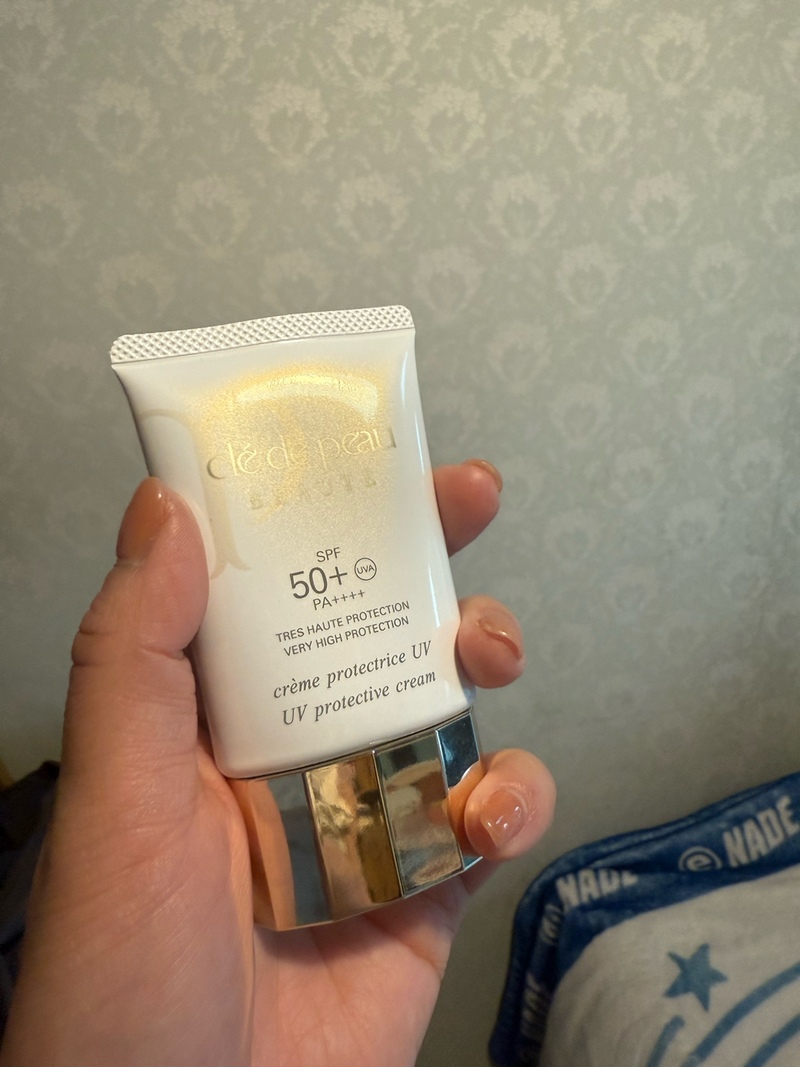 clé de peau
BEAUTÉ
SPF
50+ UVA
PA++++
TRES HAUTE PROTECTION
VERY HIGH PROTECTION
crème protectrice UV
UV protective cream
NADE e NADE
NADE